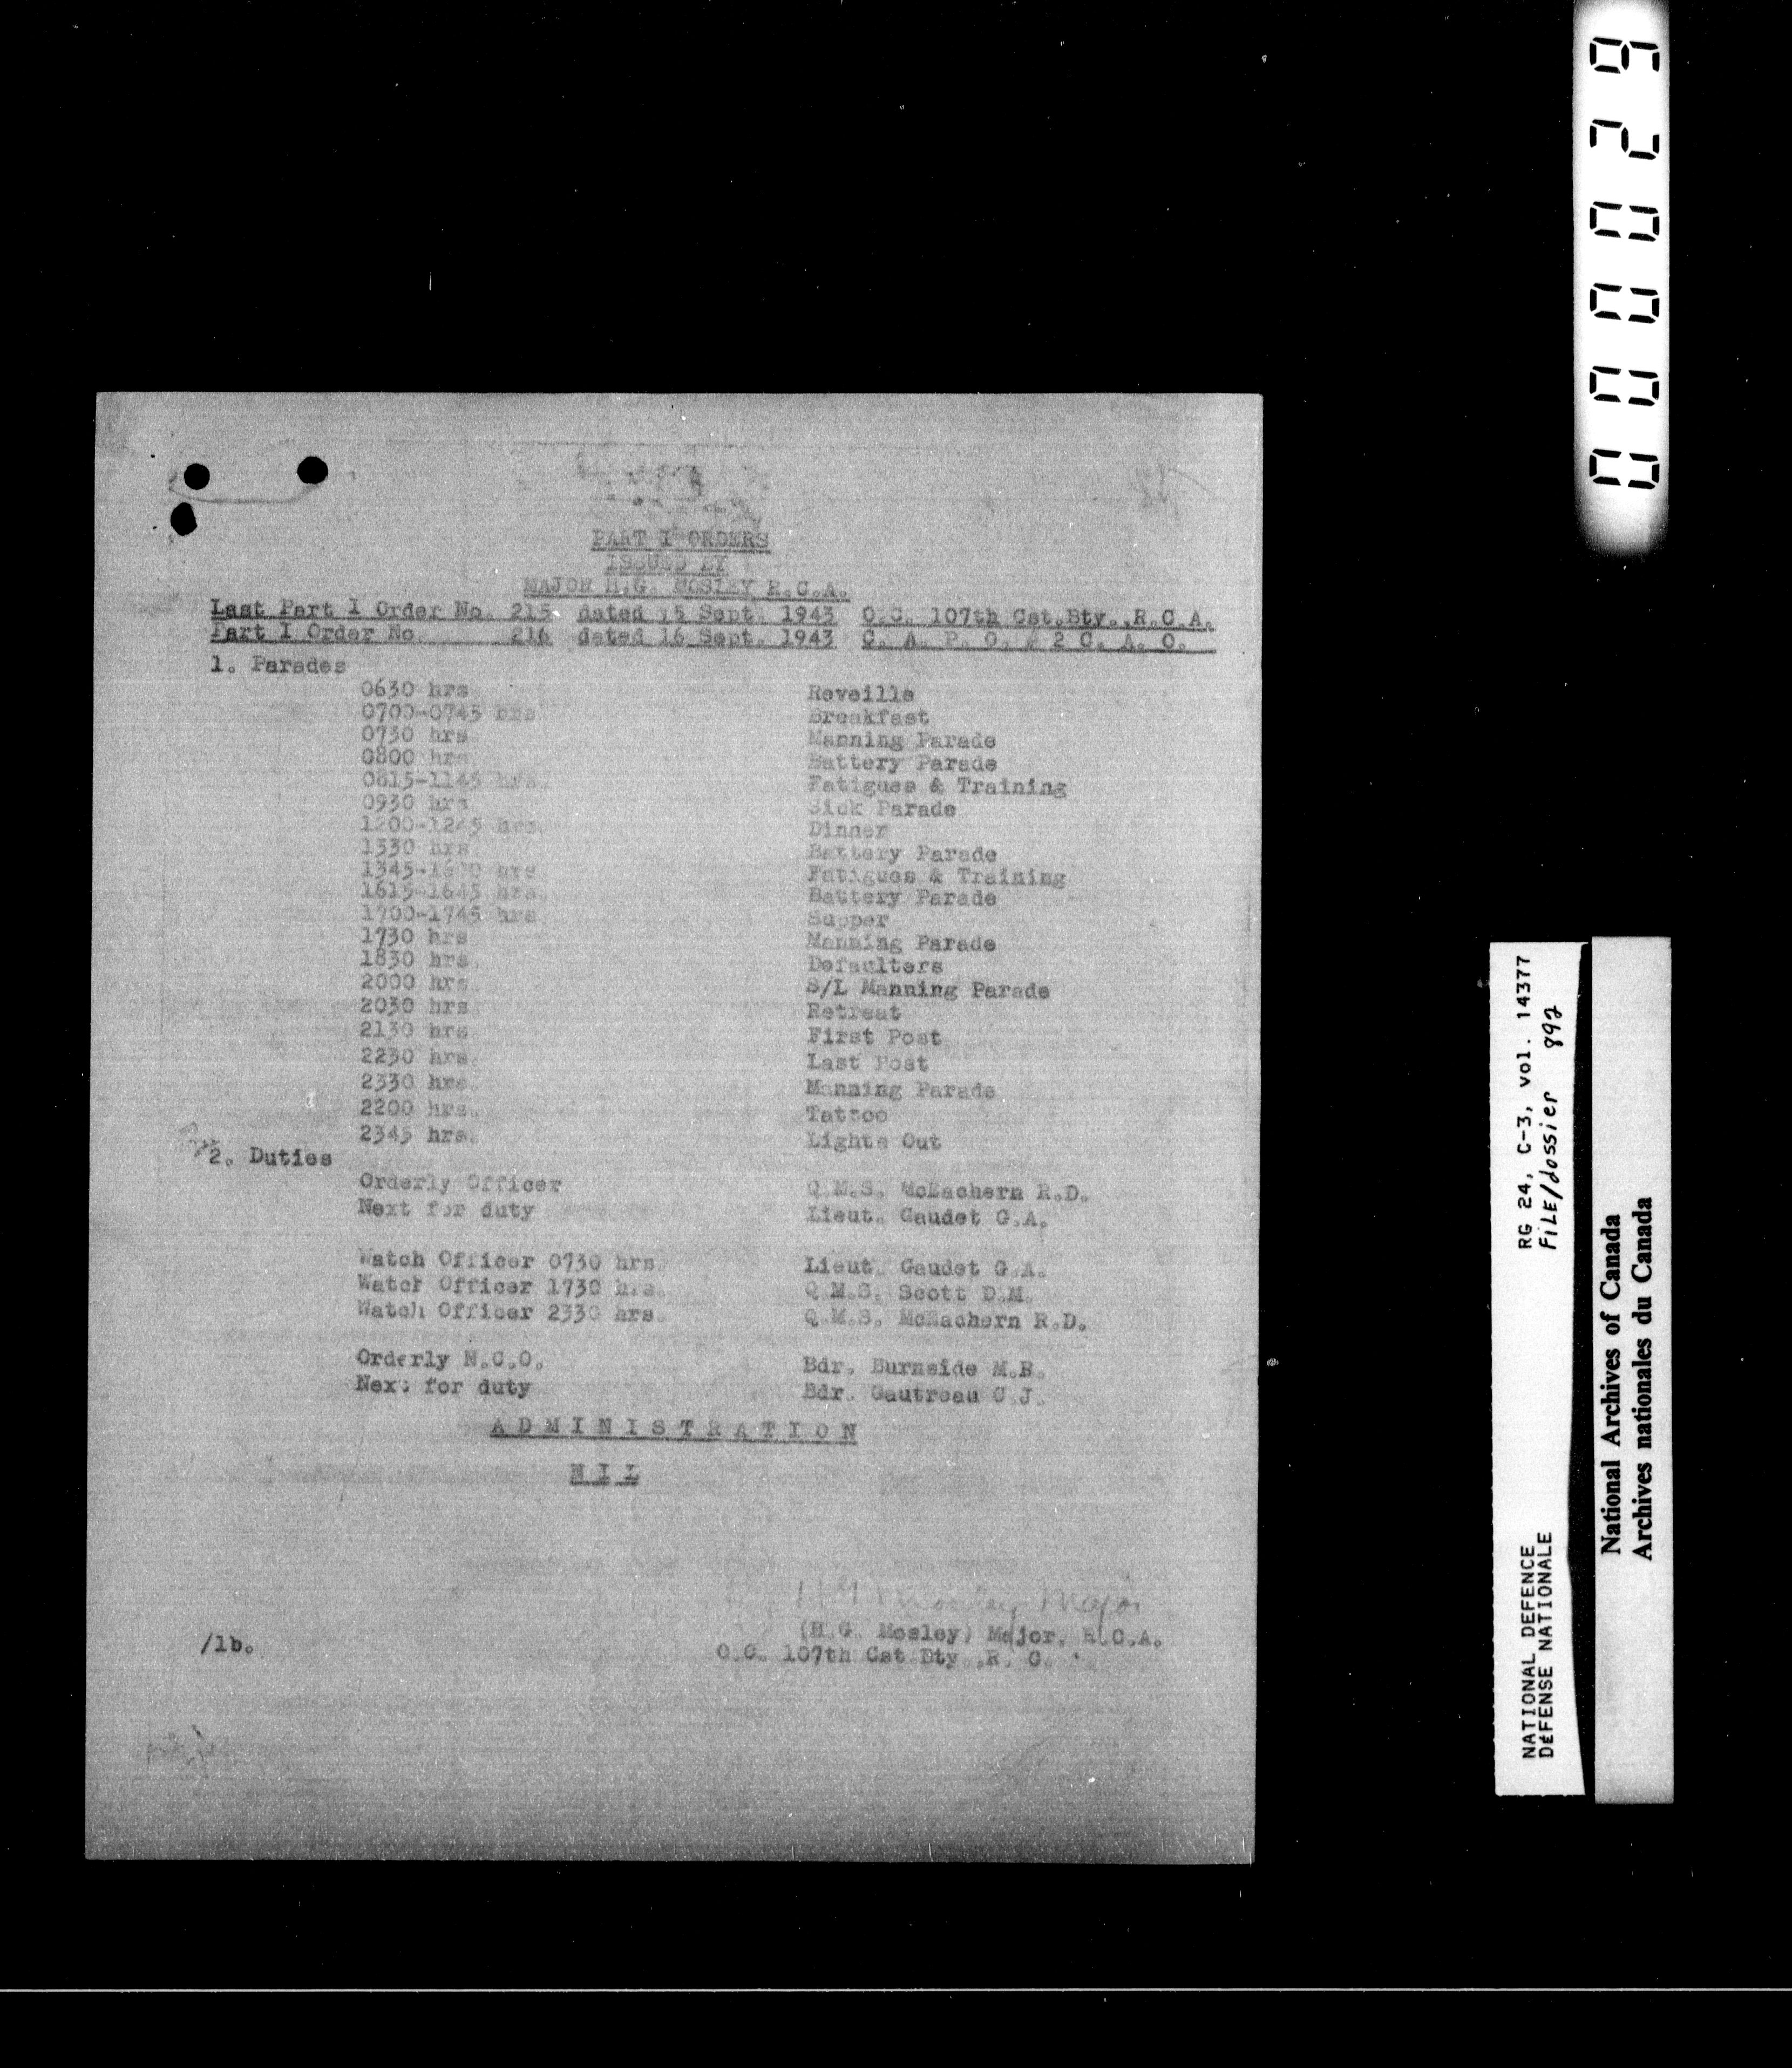 PART I ORDERS
ISSUED BY
MAJOR H.G. MOSLEY R.C.A.
Last Part I Order No. 215 dated 15 Sept. 1943 O.C. 107th Cst.Bty.,R.C.A.
Part I Order No. 216 dated 16 Sept. 1943 C. A. P. O. # 2 C. A. O.
1. Parades
0630 hrs. Reveille
0700-0745 hrs Breakfast
0730 hrs. Manning Parade
0800 hrs. Battery Parade
0815-1145 hrs. Fatigues & Training
0930 hrs. Sick Parade
1200-1245 hrs. Dinner
1330 hrs Battery Parade
1345-1600 hrs Fatigues & Training
1615-1645 hrs. Battery Parade
1700-1745 hrs Supper
1730 hrs Manning Parade
1830 hrs. Defaulters
2000 hrs. S/L Manning Parade
2030 hrs Retreat
2130 hrs First Post
2230 hrs. Last Post
2330 hrs. Manning Parade
2200 hrs. Tattoo
2345 hrs. Lights Out
2. Duties
Orderly Officer Q.M.S. McEachern R.D.
Next for duty Lieut. Gaudet G.A.
Watch Officer 0730 hrs. Lieut. Gaudet G.A.
Watch Officer 1730 hrs. Q.M.S. Scott D.M.
Watch Officer 2330 hrs. Q.M.S. McEachern R.D.
Orderly N.C.O. Bdr. Burnside M.B.
Next for duty Bdr. Gautreau C.J.
A D M I N I S T R A T I O N
N I L
H G Mosley Major
(H.G. Mosley) Major, R.C.A.
/lb.
O.C. 107th Cst Bty ,R. C.
000029
RG 24, C-3, vol. 14377
FiLE/dossier 892
NATIONAL DEFENCE
DÉFENSE NATIONALE
National Archives of Canada
Archives nationales du Canada